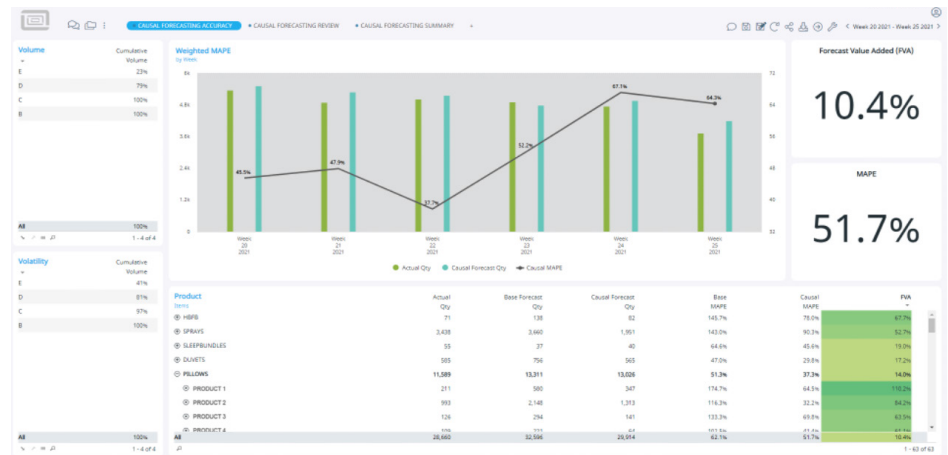 CAUSAL FORECASTING ACCURACY
CAUSAL FORECASTING REVIEW
CAUSAL FORECASTING SUMMARY
Week 20 2021 - Week 25 2021
Volume
Cumulative
Volume
E 23%
D 79%
C 100%
B 100%
All 100%
1 - 4 of 4
Volatility
Cumulative
Volume
E 41%
D 81%
C 97%
B 100%
All 100%
1 - 4 of 4
Weighted MAPE
by Week
6k
4.8k
3.6k
2.4k
1.2k
0
72
64
56
48
40
32
45.5%
47.9%
37.7%
52.2%
67.1%
64.3%
Week
20
2021
Week
21
2021
Week
22
2021
Week
23
2021
Week
24
2021
Week
25
2021
Actual Qty
Causal Forecast Qty
Causal MAPE
Forecast Value Added (FVA)
10.4%
MAPE
51.7%
Product
Items
Actual
Qty
Base Forecast
Qty
Causal Forecast
Qty
Base
MAPE
Causal
MAPE
FVA
HBFB 71 138 82 145.7% 78.0% 67.7%
SPRAYS 3,438 3,660 1,951 143.0% 90.3% 52.7%
SLEEPBUNDLES 55 37 40 64.6% 45.6% 19.0%
DUVETS 585 756 565 47.0% 29.8% 17.2%
PILLOWS 11,589 13,311 13,026 51.3% 37.3% 14.0%
PRODUCT 1 211 580 347 174.7% 64.5% 110.2%
PRODUCT 2 993 2,148 1,313 116.3% 32.2% 84.2%
PRODUCT 3 126 294 141 133.3% 69.8% 63.5%
PRODUCT 4
All 28,660 32,596 29,914 62.1% 51.7% 10.4%
1 - 63 of 63